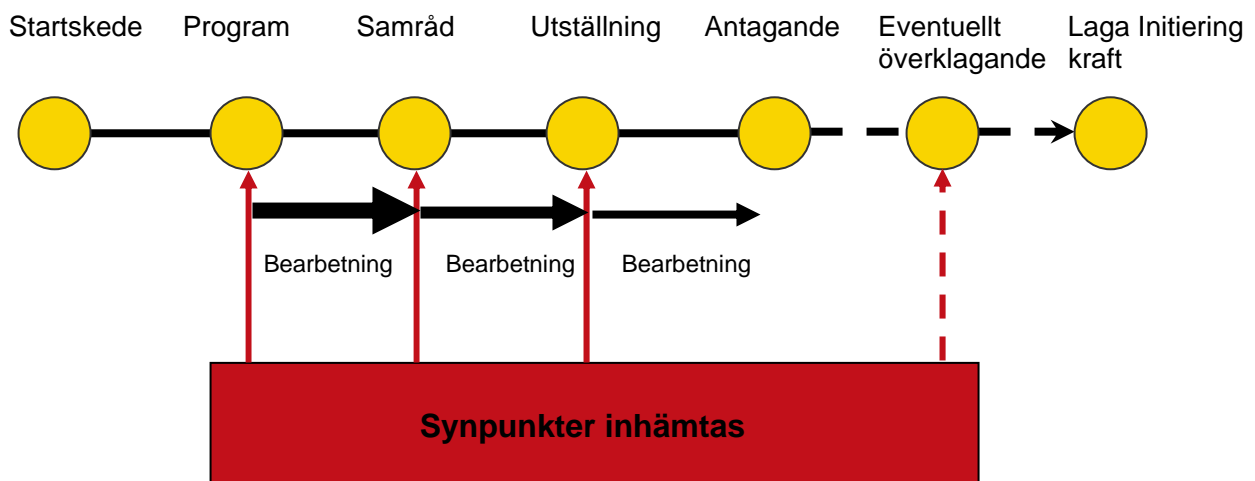 Startskede Program Samråd Utställning Antagande Eventuellt Laga Initiering
överklagande kraft
Bearbetning Bearbetning Bearbetning
Synpunkter inhämtas